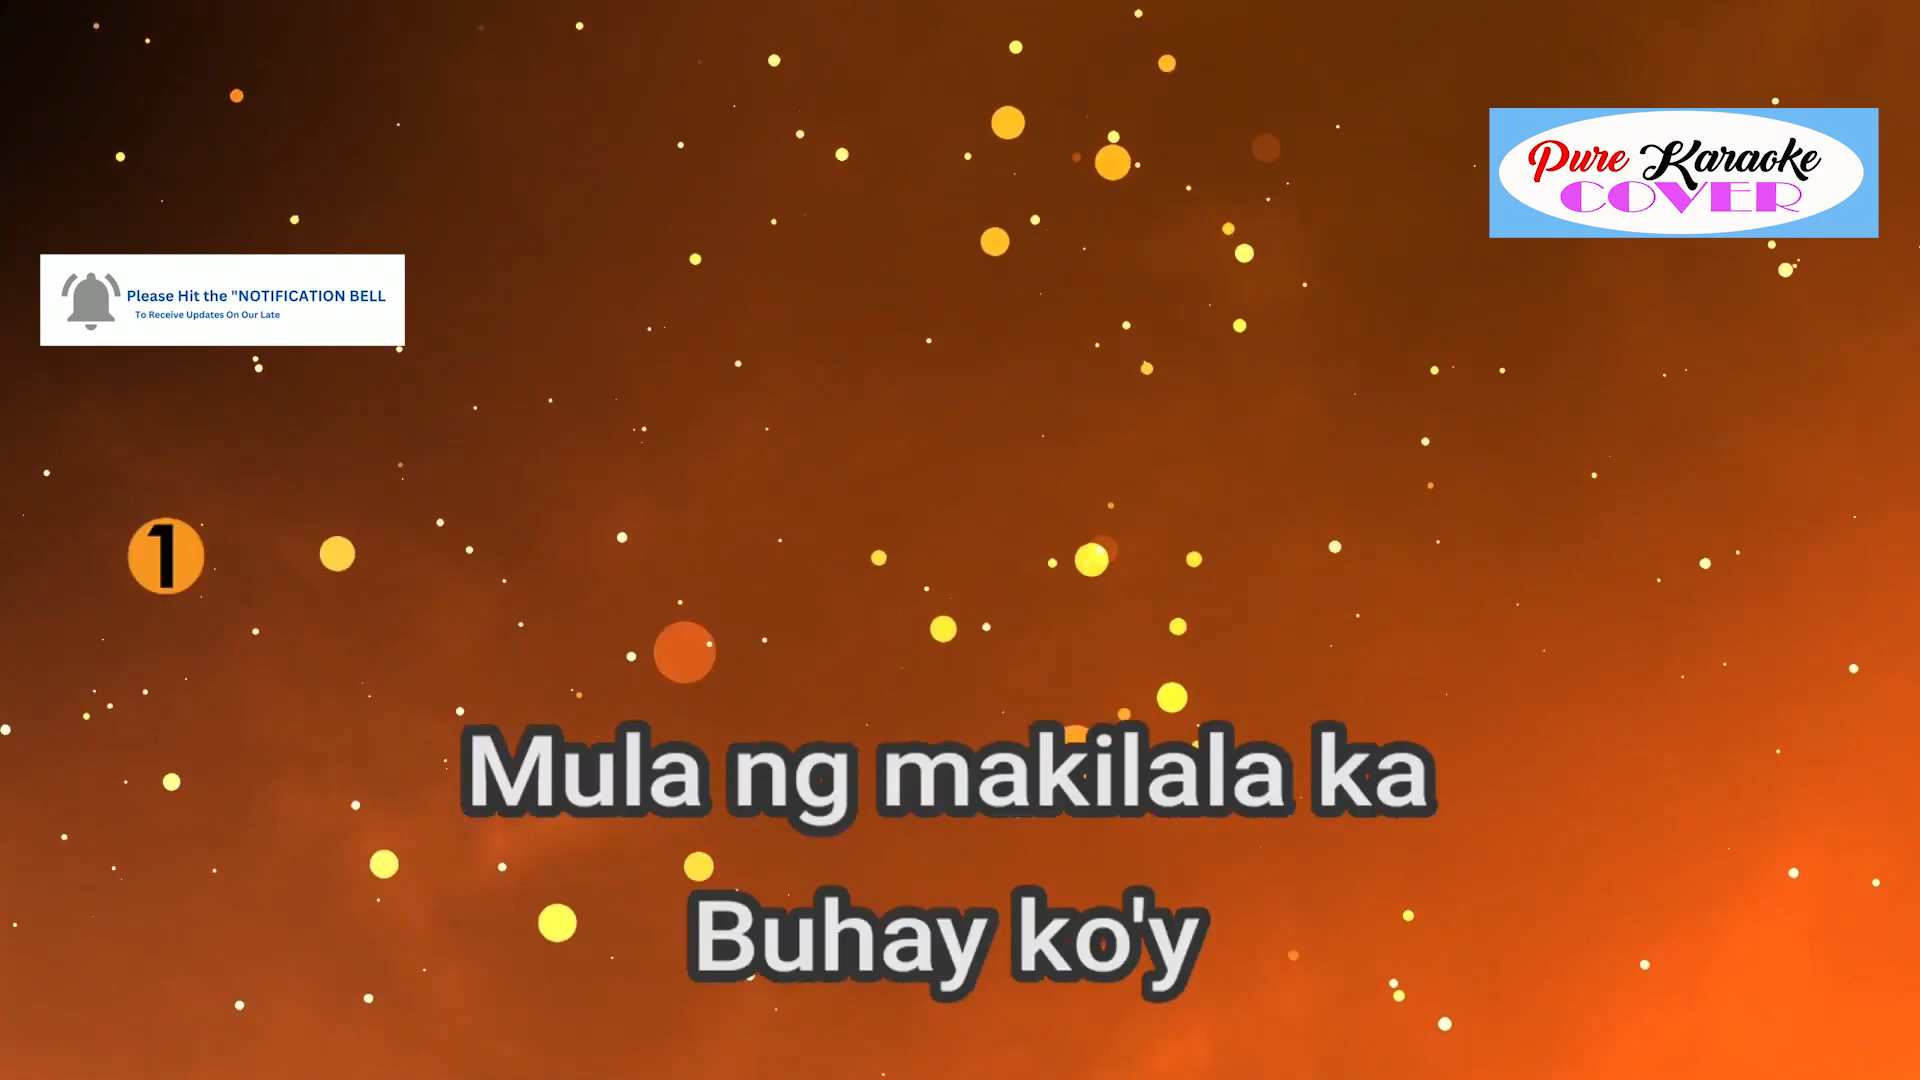 Pure Karaoke
COVER
Please Hit the "NOTIFICATION BELL
To Receive Updates On Our Late
1
Mula ng makilala ka
Buhay ko'y